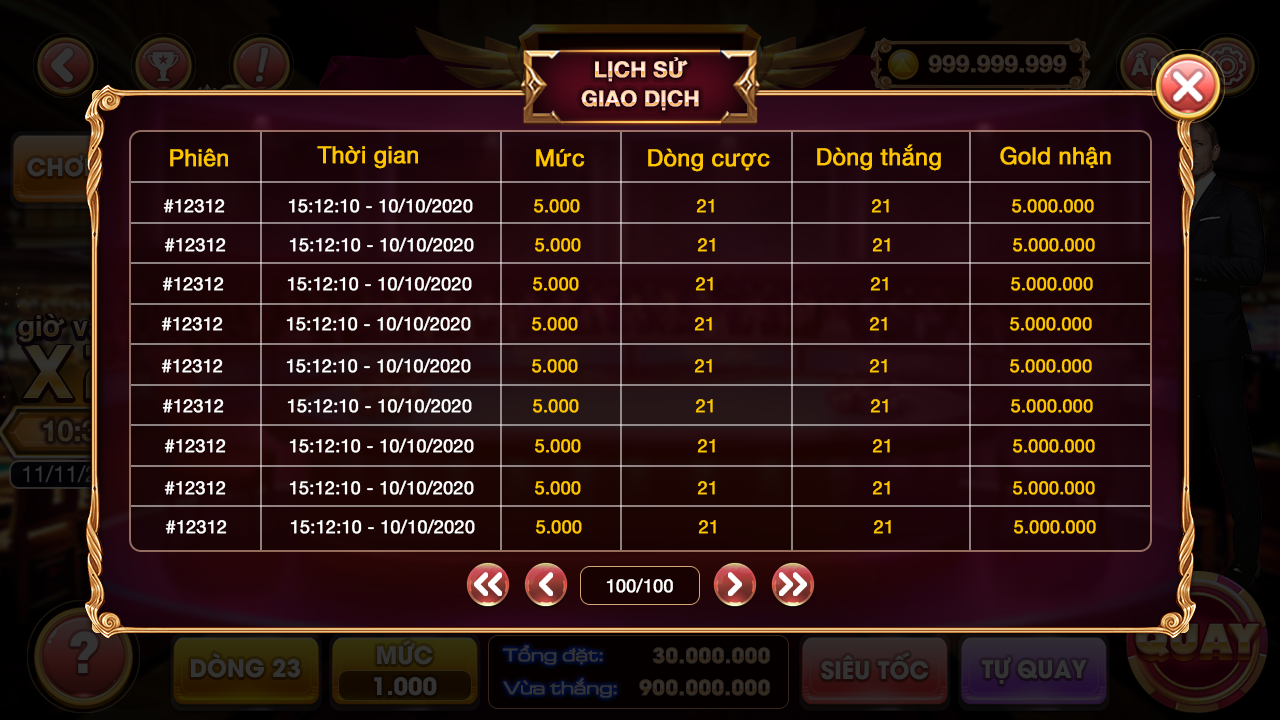 999.999.999
LỊCH SỬ
GIAO DỊCH
Phiên Thời gian Mức Dòng cược Dòng thắng Gold nhận
#12312 15:12:10 - 10/10/2020 5.000 21 21 5.000.000
#12312 15:12:10 - 10/10/2020 5.000 21 21 5.000.000
#12312 15:12:10 - 10/10/2020 5.000 21 21 5.000.000
#12312 15:12:10 - 10/10/2020 5.000 21 21 5.000.000
#12312 15:12:10 - 10/10/2020 5.000 21 21 5.000.000
#12312 15:12:10 - 10/10/2020 5.000 21 21 5.000.000
#12312 15:12:10 - 10/10/2020 5.000 21 21 5.000.000
#12312 15:12:10 - 10/10/2020 5.000 21 21 5.000.000
#12312 15:12:10 - 10/10/2020 5.000 21 21 5.000.000
giờ
100/100
?
DÒNG 23
MỨC
1.000
Tổng đặt: 30.000.000
Vừa thắng: 900.000.000
SIÊU TỐC
TỰ QUAY
QUAY